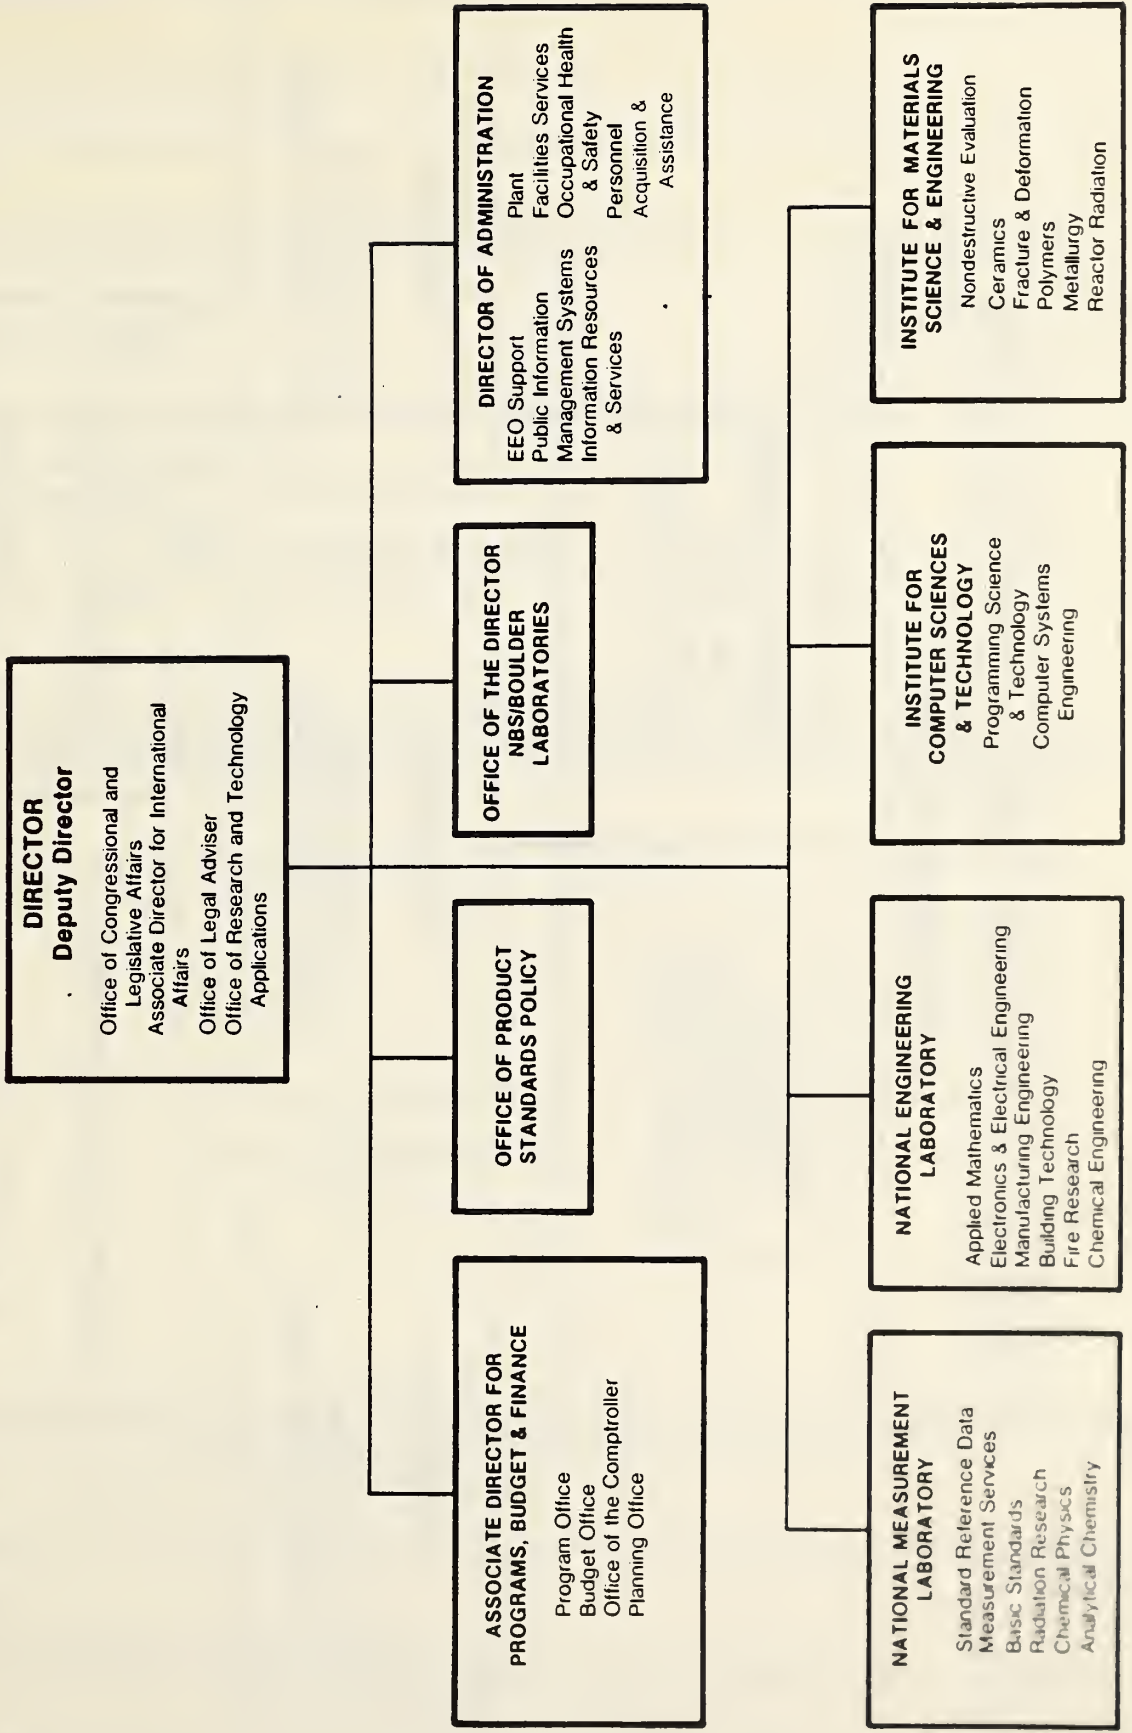 DIRECTOR
Deputy Director
Office of Congressional and
Legislative Affairs
Associate Director for International
Affairs
Office of Legal Adviser
Office of Research and Technology
Applications
ASSOCIATE DIRECTOR FOR
PROGRAMS, BUDGET & FINANCE
Program Office
Budget Office
Office of the Comptroller
Planning Office
OFFICE OF PRODUCT
STANDARDS POLICY
OFFICE OF THE DIRECTOR
NBS/BOULDER
LABORATORIES
DIRECTOR OF ADMINISTRATION
EEO Support
Public Information
Management Systems
Information Resources
& Services
Plant
Facilities Services
Occupational Health
& Safety
Personnel
Acquisition &
Assistance
NATIONAL MEASUREMENT
LABORATORY
Standard Reference Data
Measurement Services
Basic Standards
Radiation Research
Chemical Physics
Analytical Chemistry
NATIONAL ENGINEERING
LABORATORY
Applied Mathematics
Electronics & Electrical Engineering
Manufacturing Engineering
Building Technology
Fire Research
Chemical Engineering
INSTITUTE FOR
COMPUTER SCIENCES
& TECHNOLOGY
Programming Science
& Technology
Computer Systems
Engineering
INSTITUTE FOR MATERIALS
SCIENCE & ENGINEERING
Nondestructive Evaluation
Ceramics
Fracture & Deformation
Polymers
Metallurgy
Reactor Radiation